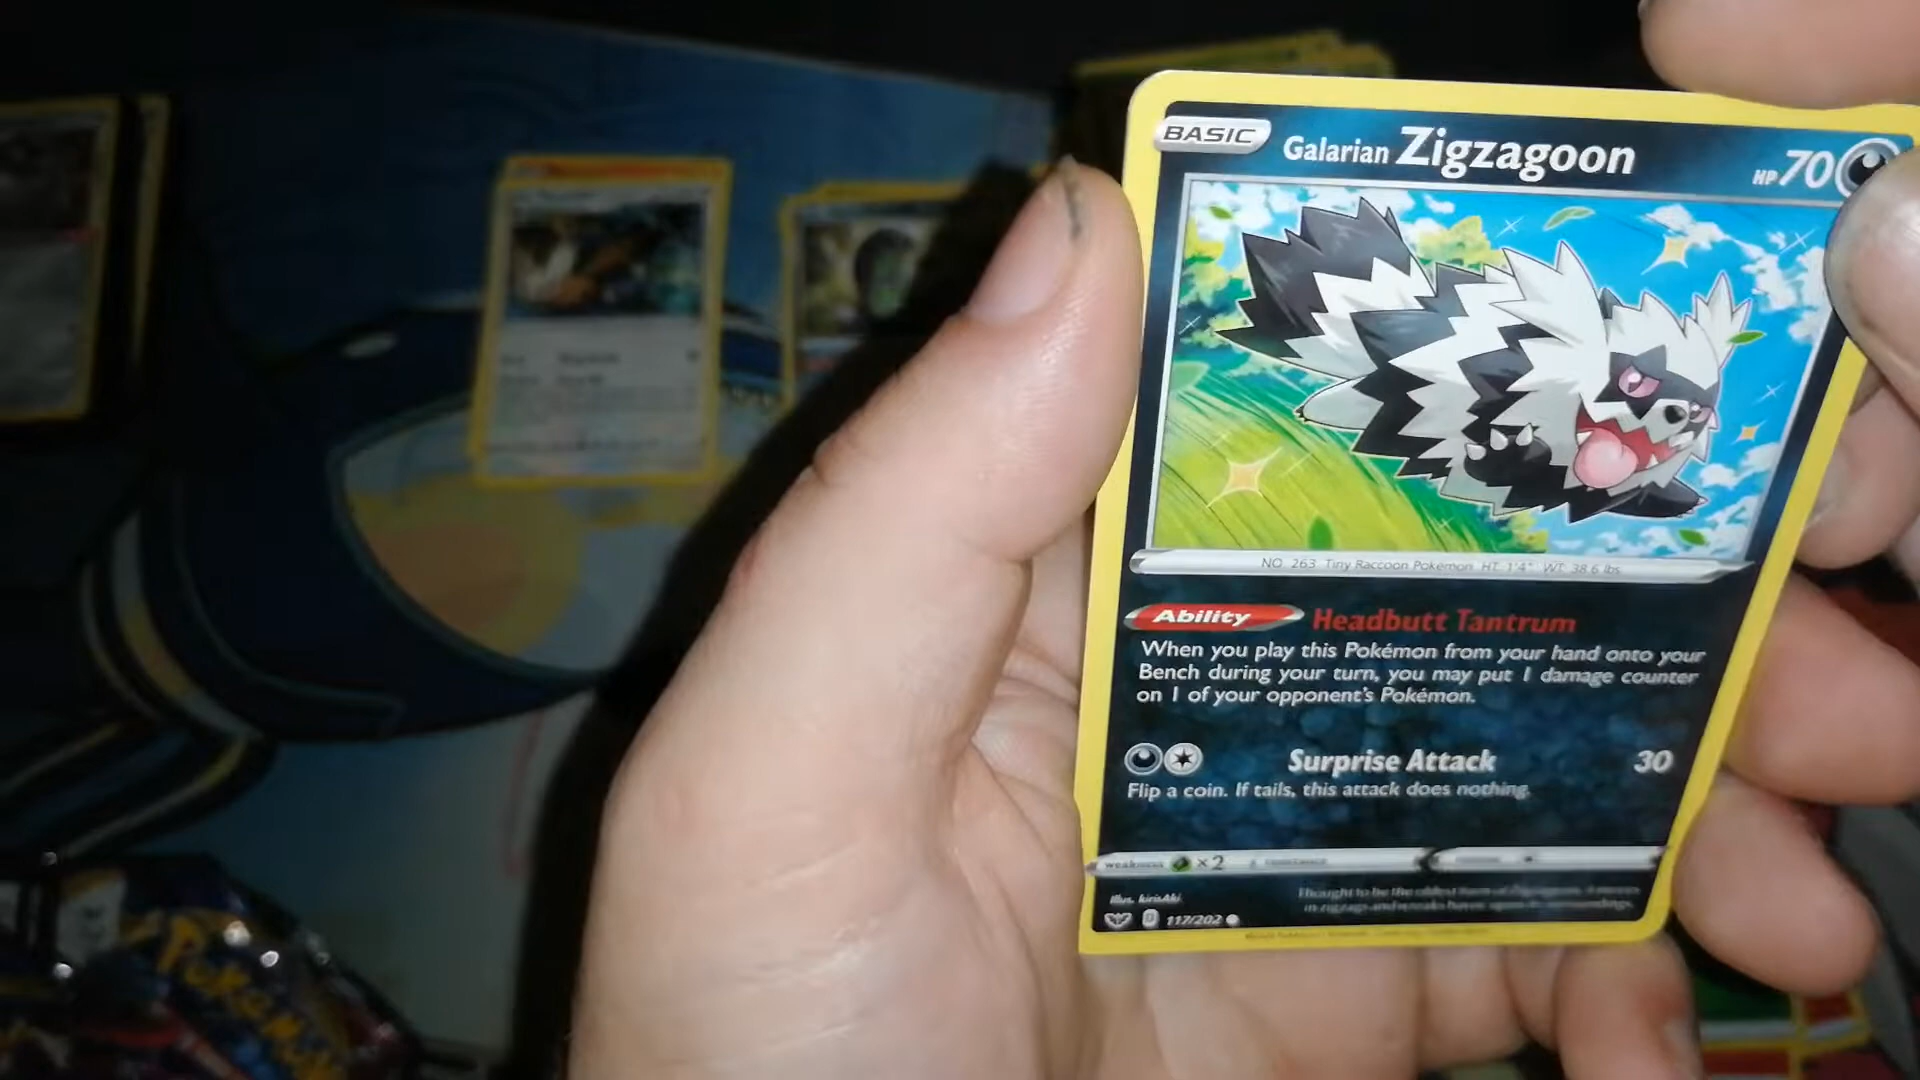 BASIC Galarian Zigzagoon HP 70
NO. 263 Tiny Raccoon Pokémon HT: 1'4" WT: 38.6 lbs
Ability Headbutt Tantrum
When you play this Pokémon from your hand onto your
Bench during your turn, you may put 1 damage counter
on 1 of your opponent's Pokémon.
Surprise Attack 30
Flip a coin. If tails, this attack does nothing.
weakness ×2
Illus. kirisAki
D 117/202
Pokémon